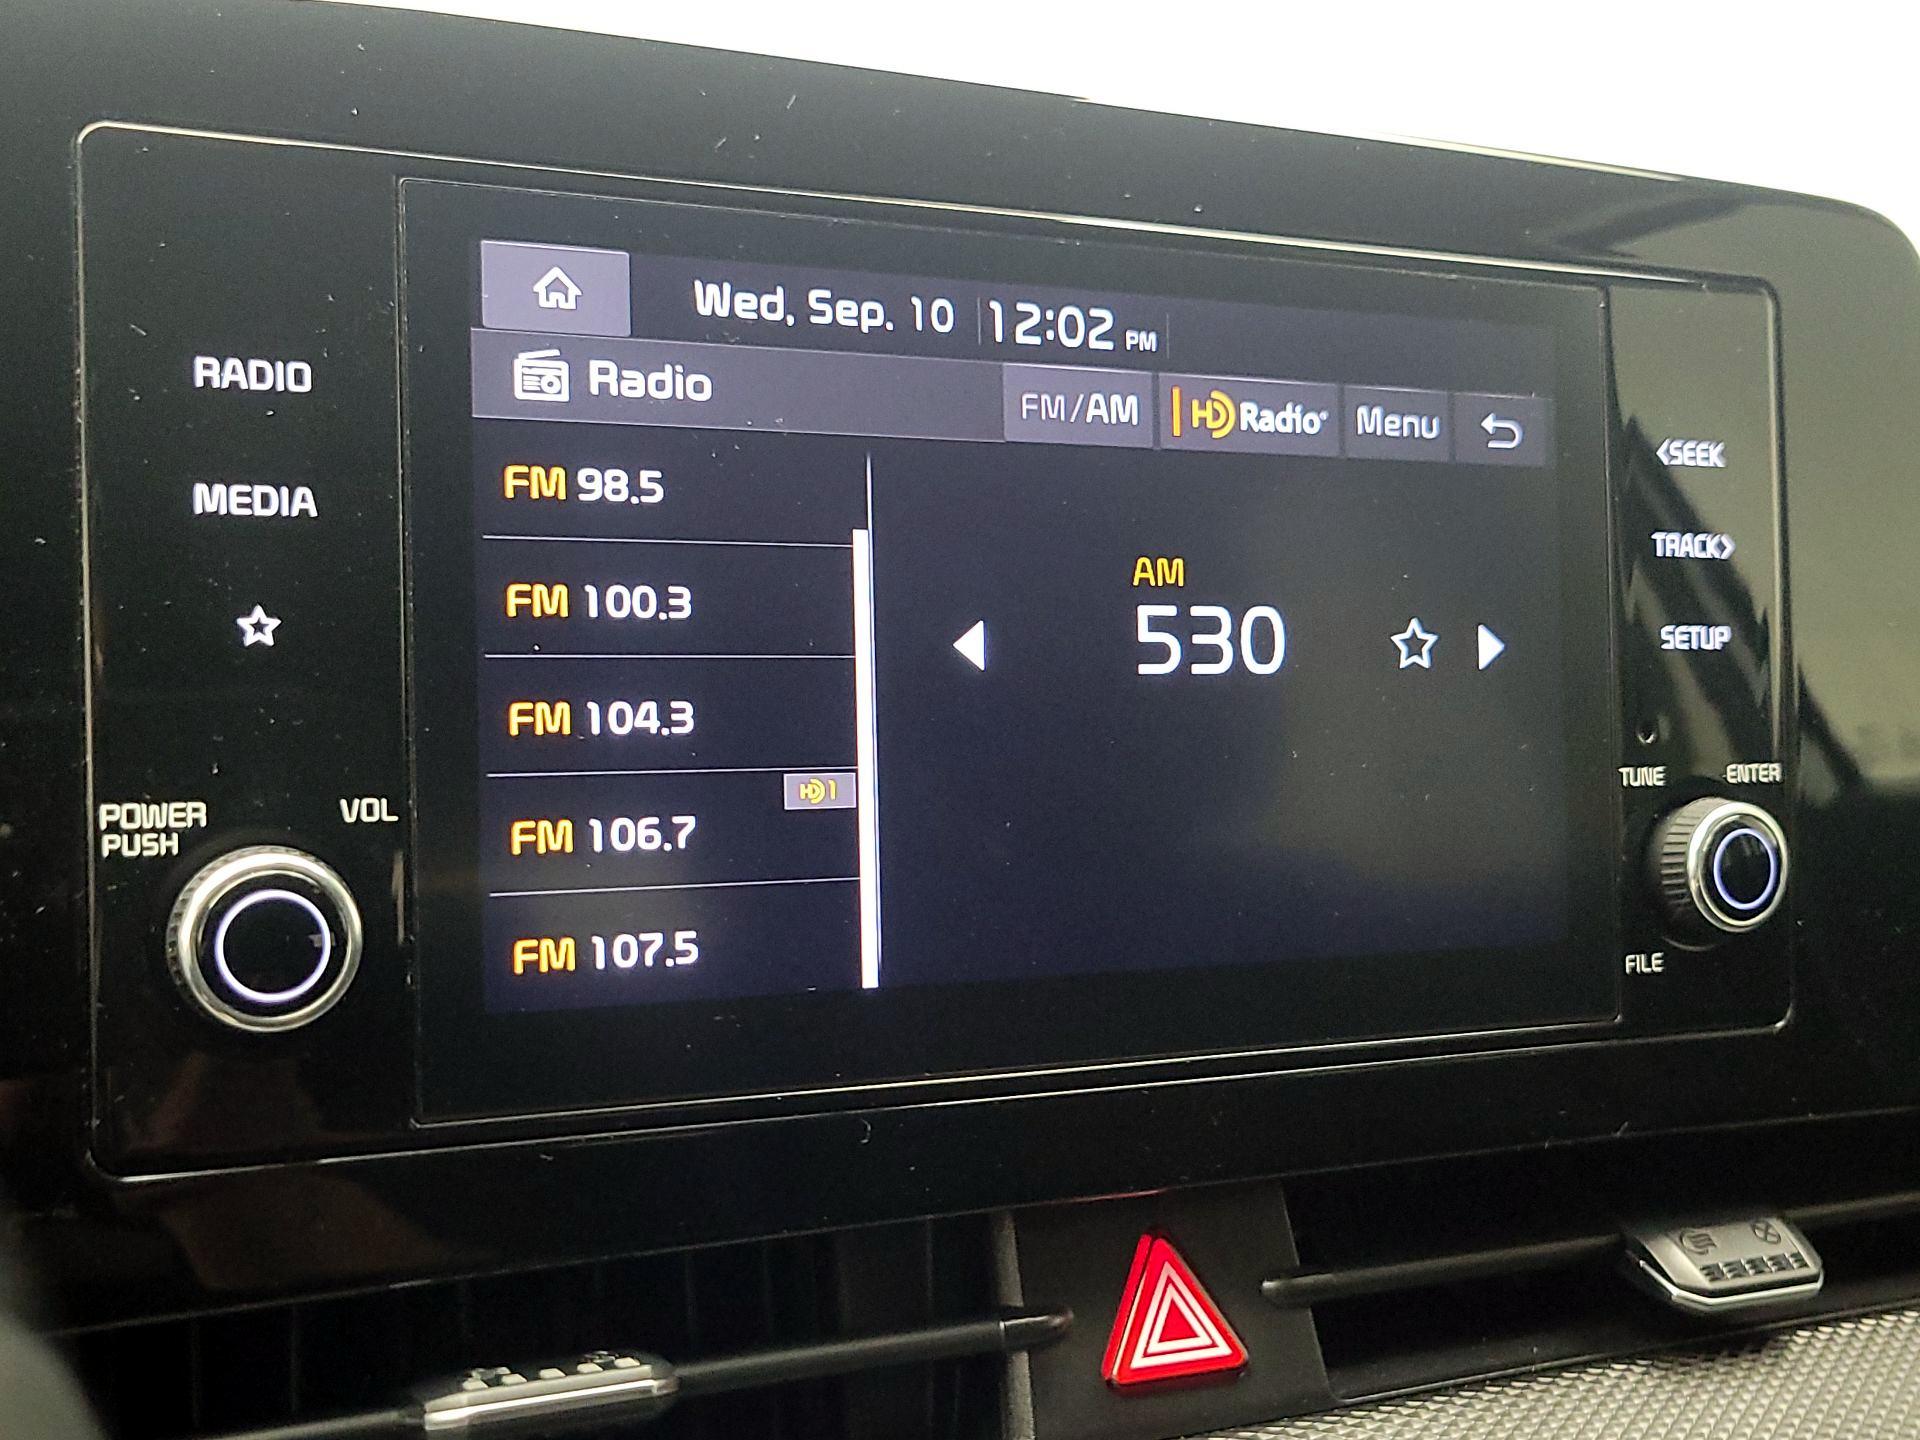 Wed, Sep. 10 12:02 PM
Radio FM/AM HD Radio® Menu
RADIO
MEDIA
POWER
PUSH
VOL
FM 98.5
FM 100.3
FM 104.3
HD1
FM 106.7
FM 107.5
AM
530
<SEEK
TRACK>
SETUP
TUNE ENTER
FILE